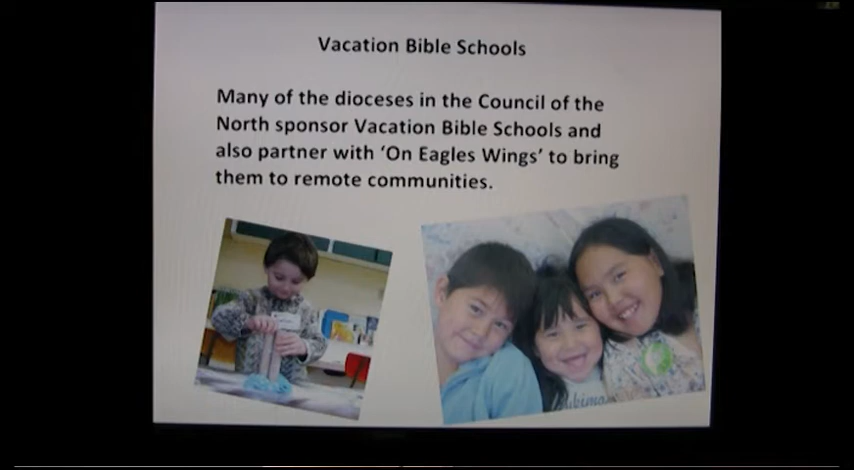 Vacation Bible Schools
Many of the dioceses in the Council of the
North sponsor Vacation Bible Schools and
also partner with ‘On Eagles Wings’ to bring
them to remote communities.